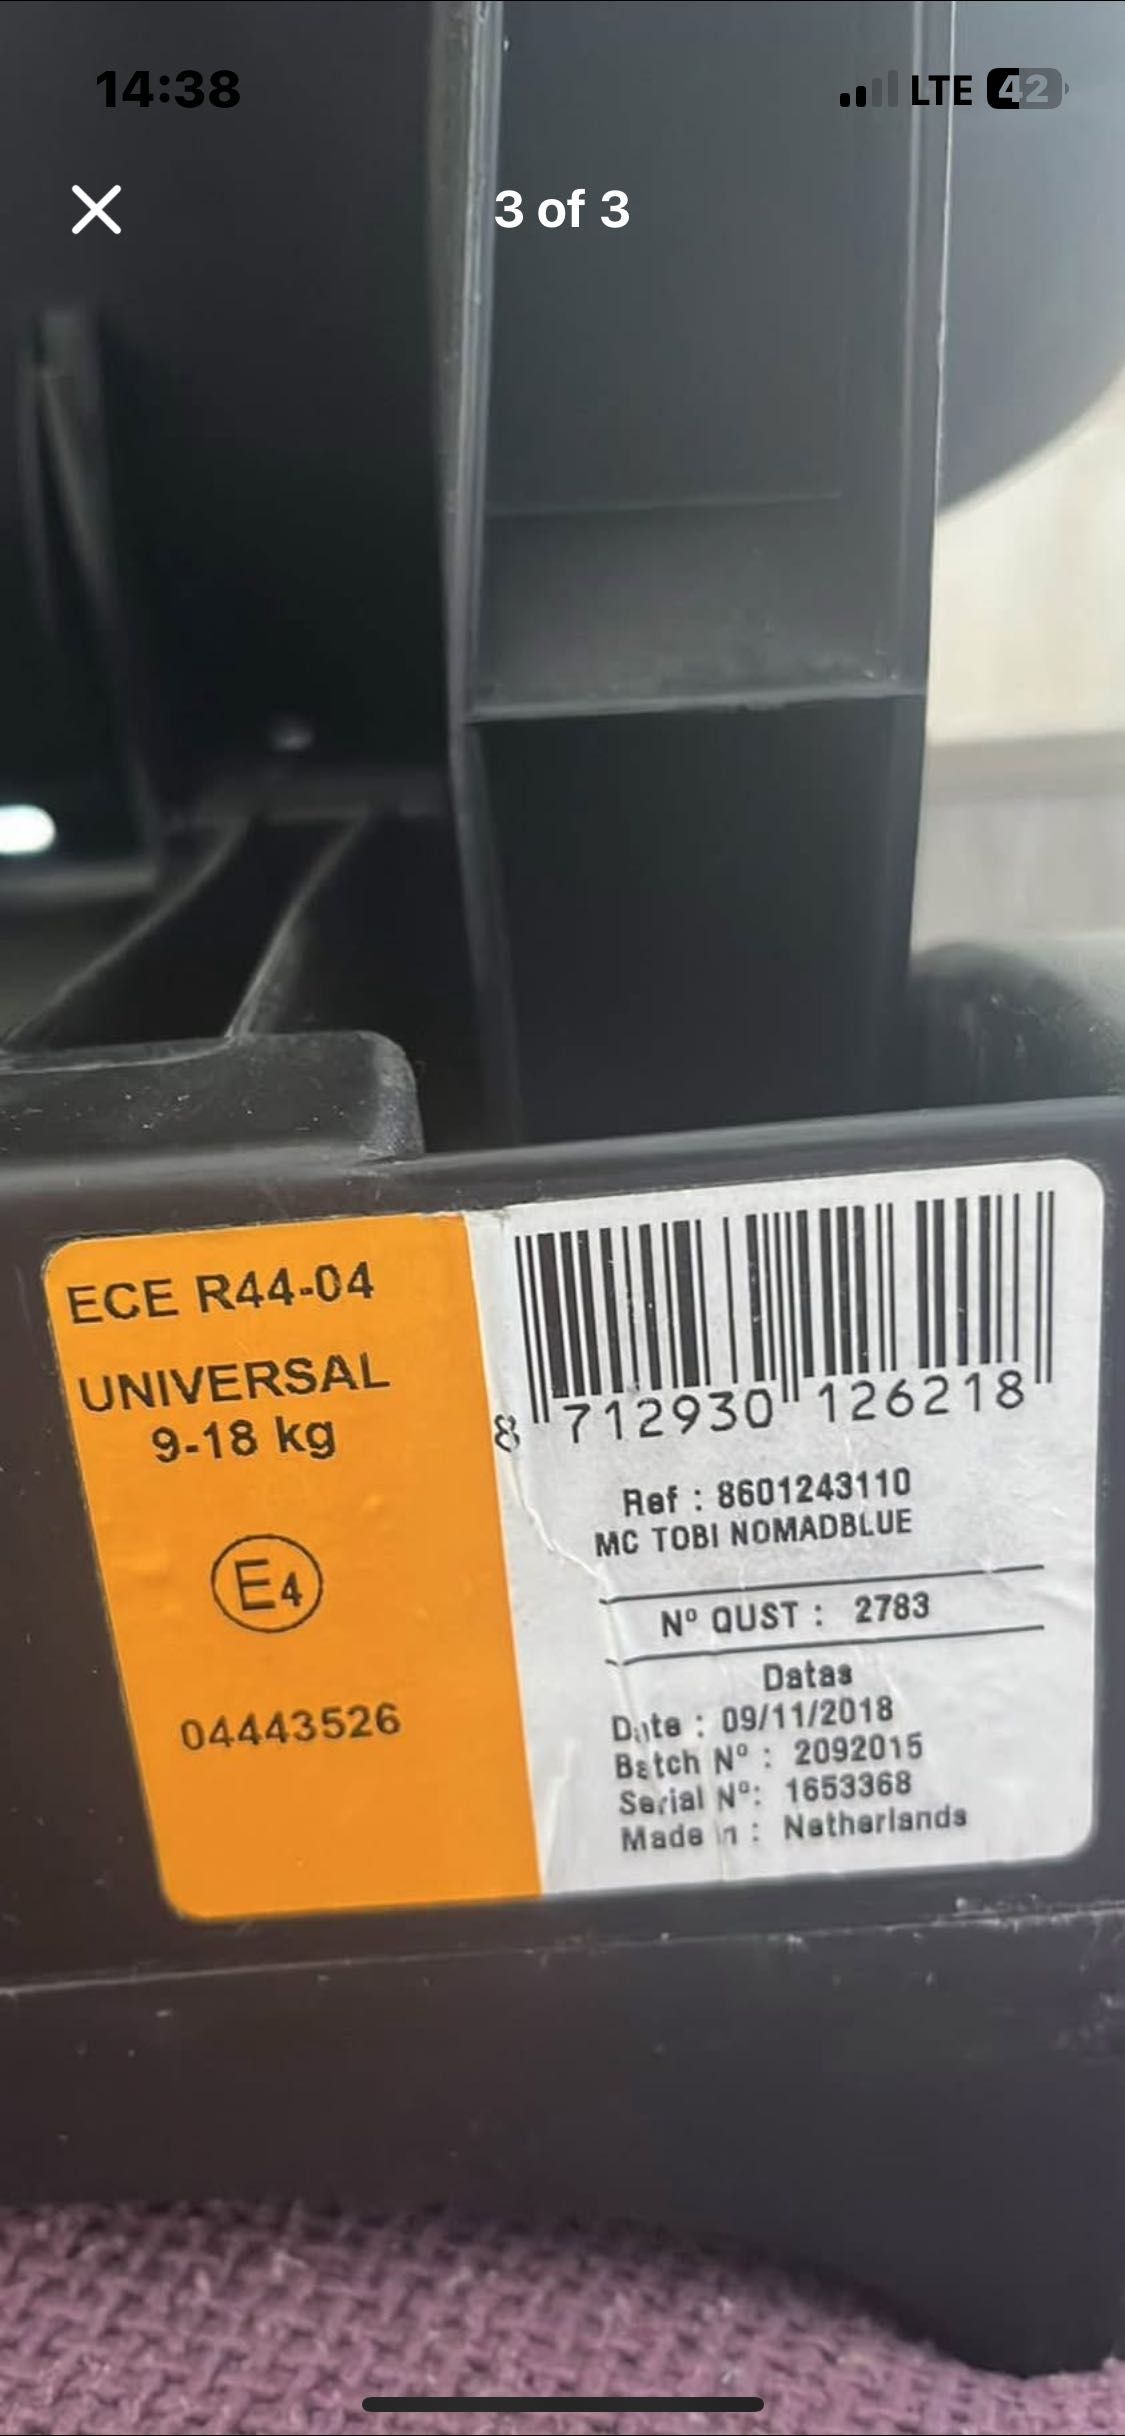 14:38
LTE 42
3 of 3
ECE R44-04
UNIVERSAL
9-18 kg
E4
04443526
8 712930 126218
Ref : 8601243110
MC TOBI NOMADBLUE
Nº QUST : 2783
Datas
Date : 09/11/2018
Batch Nº : 2092015
Serial Nº: 1653368
Made in : Netherlands